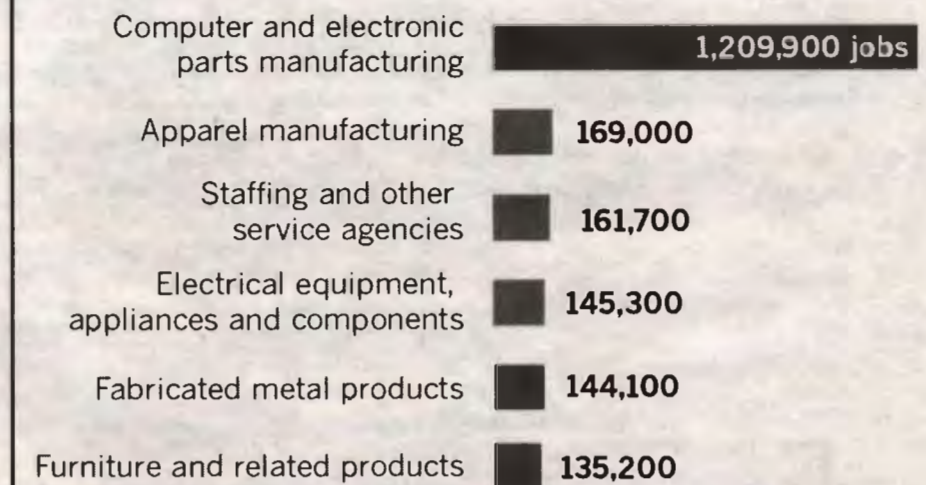 Computer and electronic
parts manufacturing
1,209,900 jobs
Apparel manufacturing
169,000
Staffing and other
service agencies
161,700
Electrical equipment,
appliances and components
145,300
Fabricated metal products
144,100
Furniture and related products
135,200